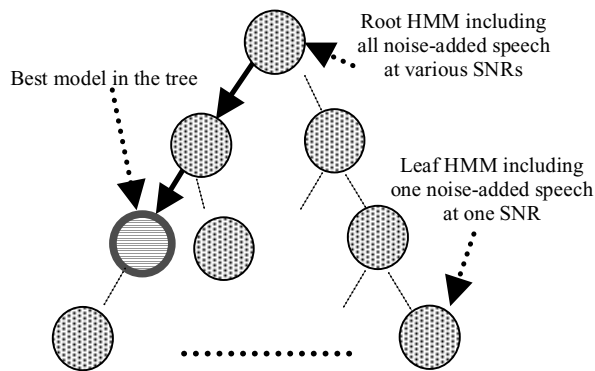 Root HMM including
all noise-added speech
at various SNRs
Best model in the tree
Leaf HMM including
one noise-added speech
at one SNR